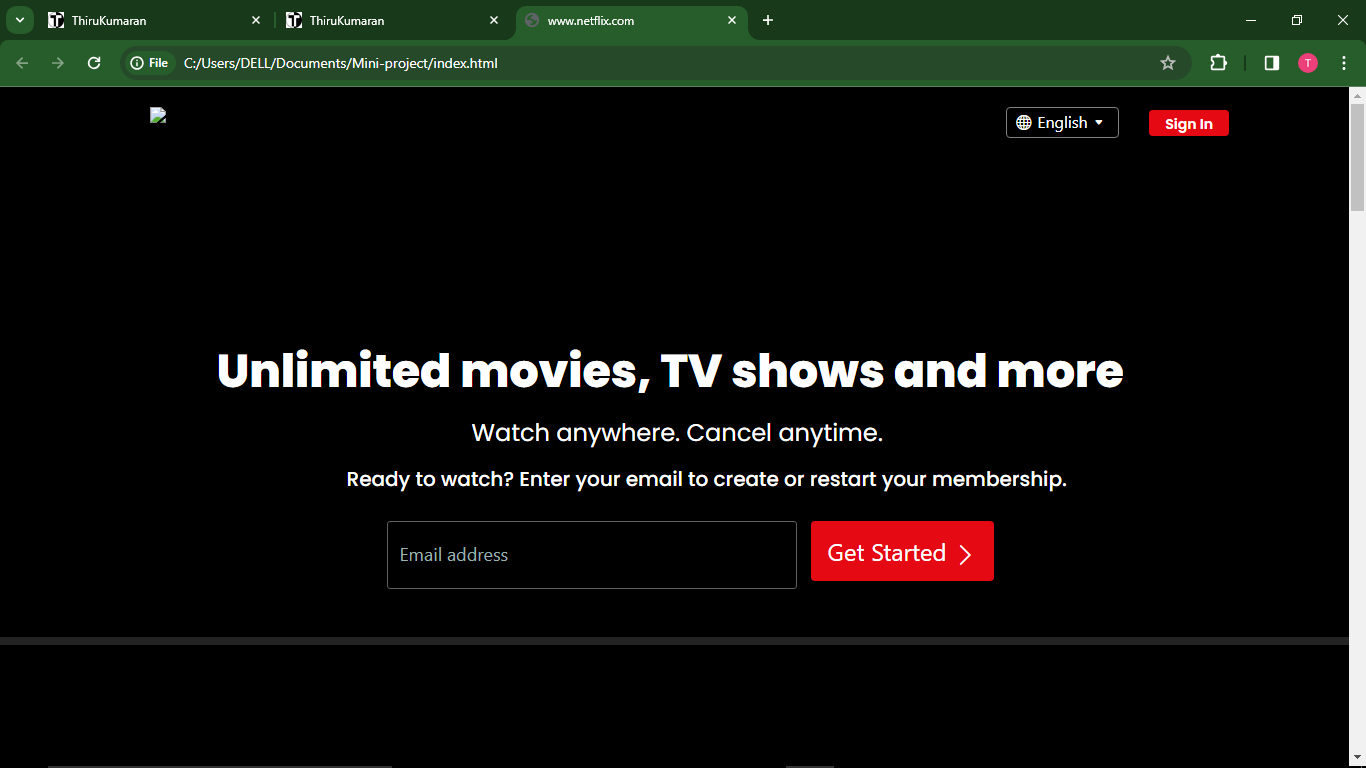 ThiruKumaran
ThiruKumaran
www.netflix.com
File
C:/Users/DELL/Documents/Mini-project/index.html
T
English
Sign In
Unlimited movies, TV shows and more
Watch anywhere. Cancel anytime.
Ready to watch? Enter your email to create or restart your membership.
Email address
Get Started